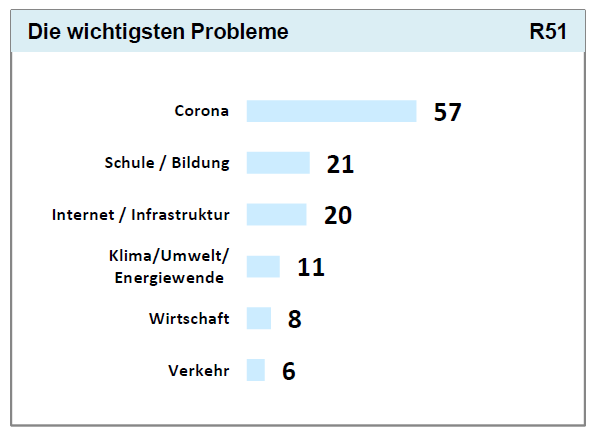 Die wichtigsten Probleme R51
Corona 57
Schule / Bildung 21
Internet / Infrastruktur 20
Klima/Umwelt/
Energiewende 11
Wirtschaft 8
Verkehr 6